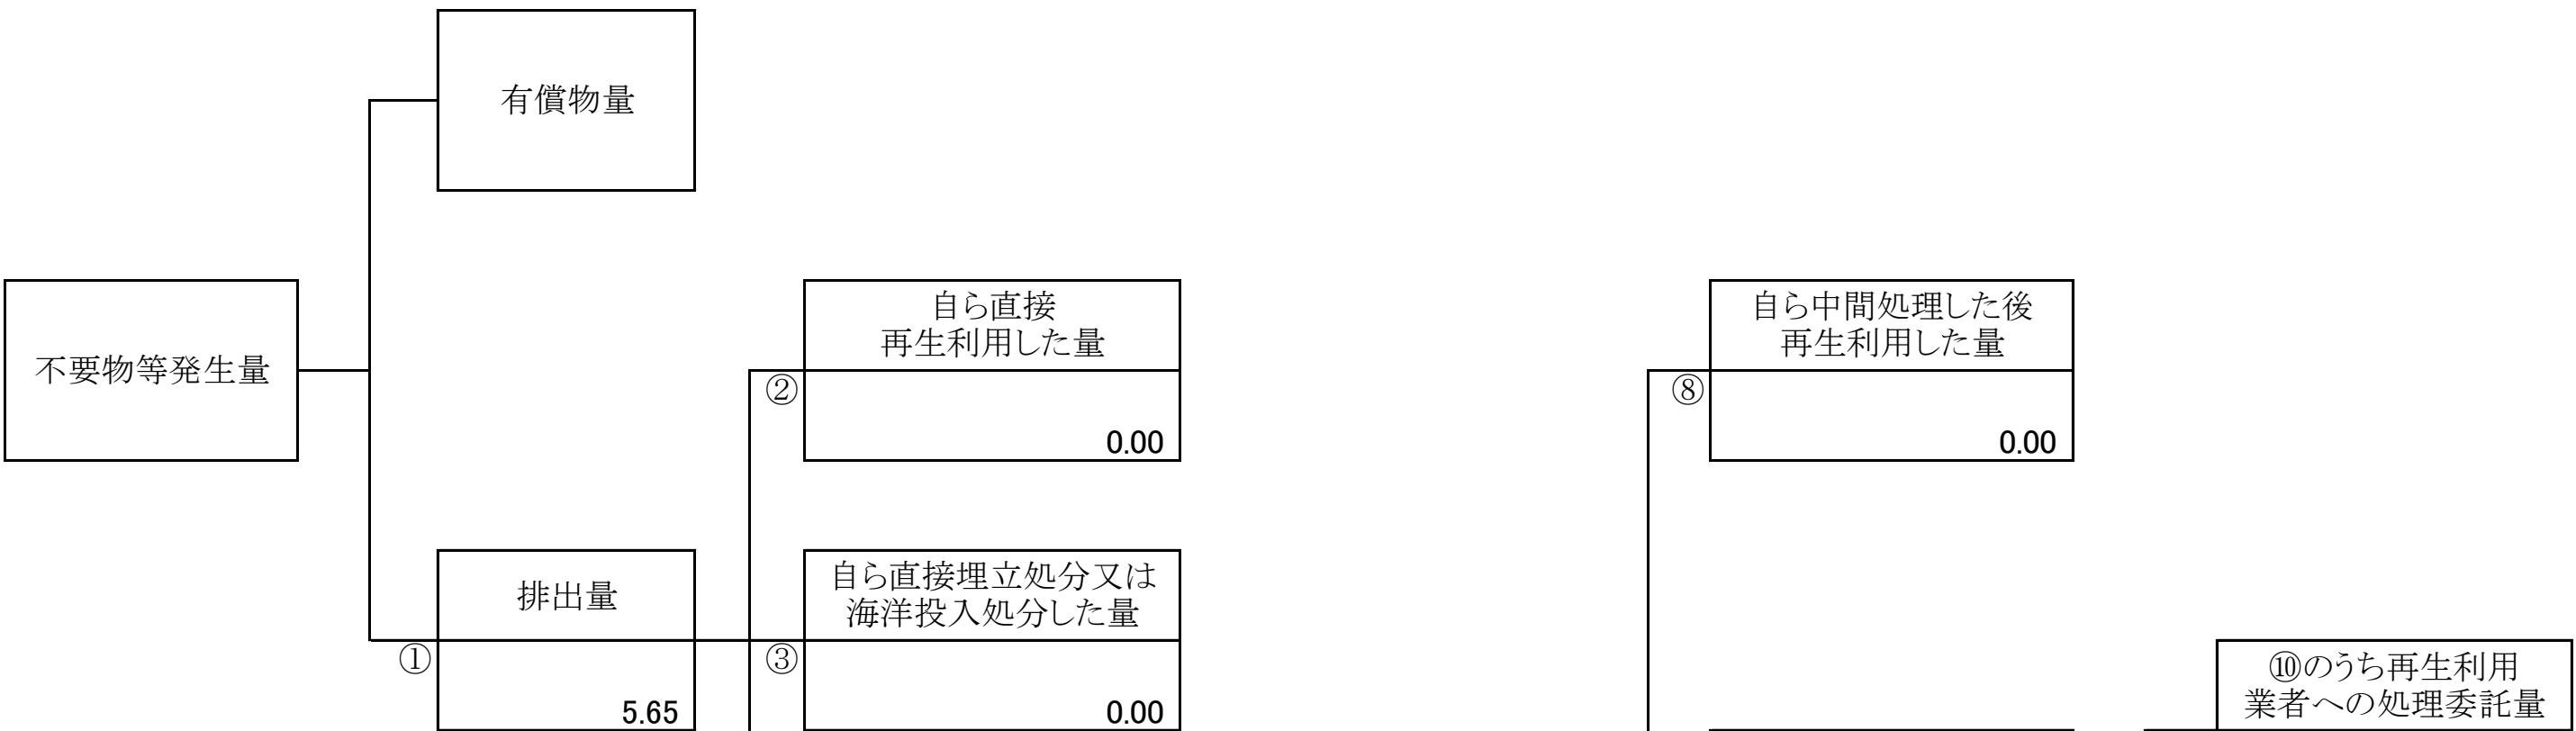 有償物量
不要物等発生量
自ら直接
再生利用した量
②
0.00
自ら中間処理した後
再生利用した量
⑧
0.00
排出量
①
5.65
自ら直接埋立処分又は
海洋投入処分した量
③
0.00
⑩のうち再生利用
業者への処理委託量